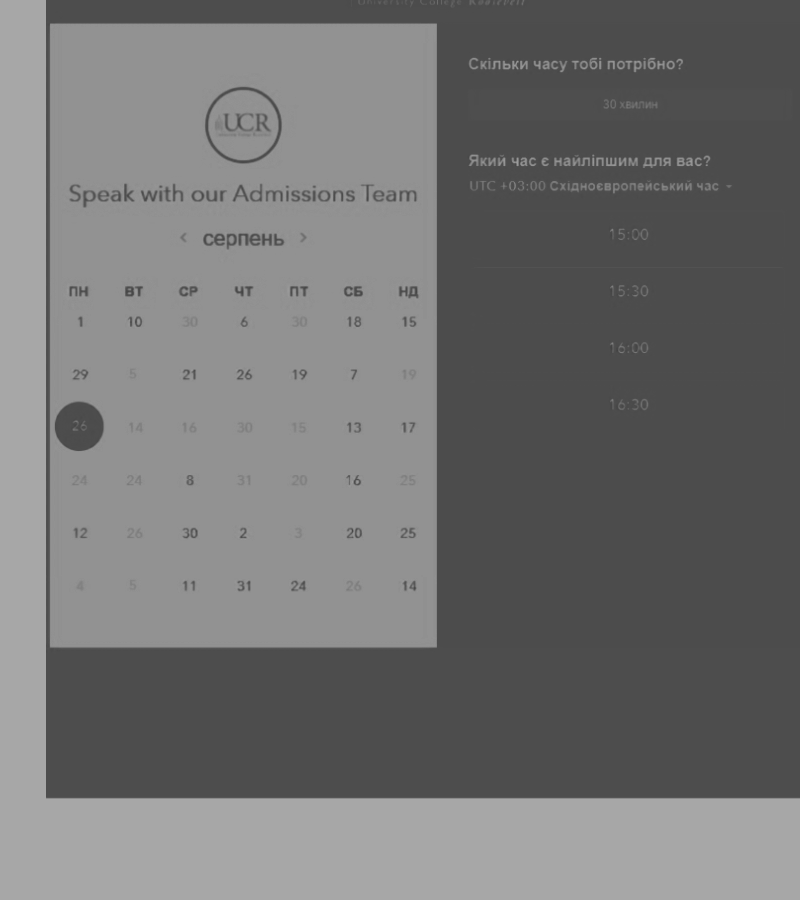 University College Roosevelt
UCR
Speak with our Admissions Team
< серпень >
ПН ВТ СР ЧТ ПТ СБ НД
1 10 30 6 30 18 15
29 5 21 26 19 7 19
26 14 16 30 15 13 17
24 24 8 31 20 16 25
12 26 30 2 3 20 25
4 5 11 31 24 26 14
Скільки часу тобі потрібно?
30 хвилин
Який час є найліпшим для вас?
UTC +03:00 Східноєвропейський час
15:00
15:30
16:00
16:30